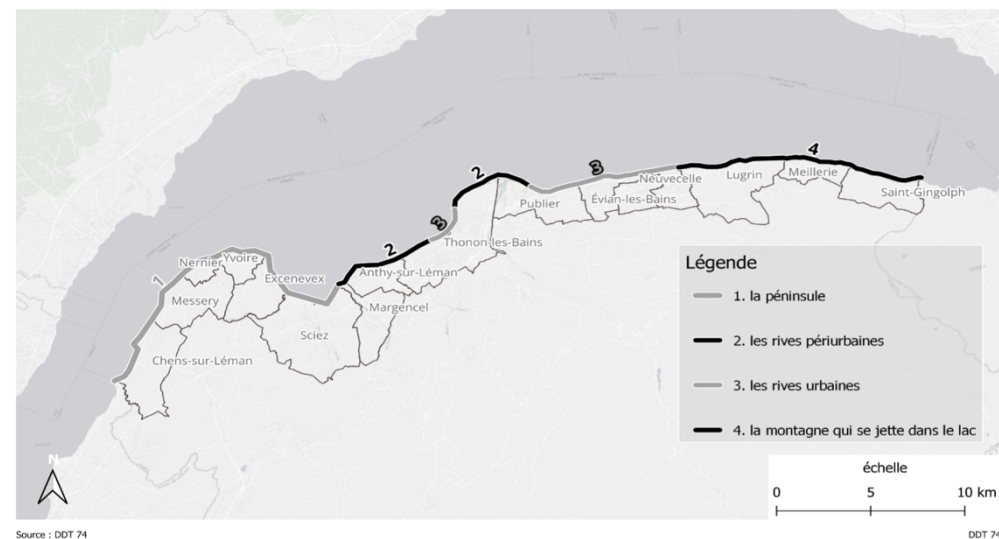 4
2
3
Neuvecelle
Lugrin
Meillerie
Saint-Gingolph
Publier
Évian-les-Bains
3
2
Thonon-les-Bains
Nernier
Yvoire
Anthy-sur-Léman
1
Excenevex
Messery
Margencel
Sciez
Chens-sur-Léman
Légende
1. la péninsule
2. les rives périurbaines
3. les rives urbaines
4. la montagne qui se jette dans le lac
N
échelle
0 5 10 km
Source : DDT 74
DDT 74